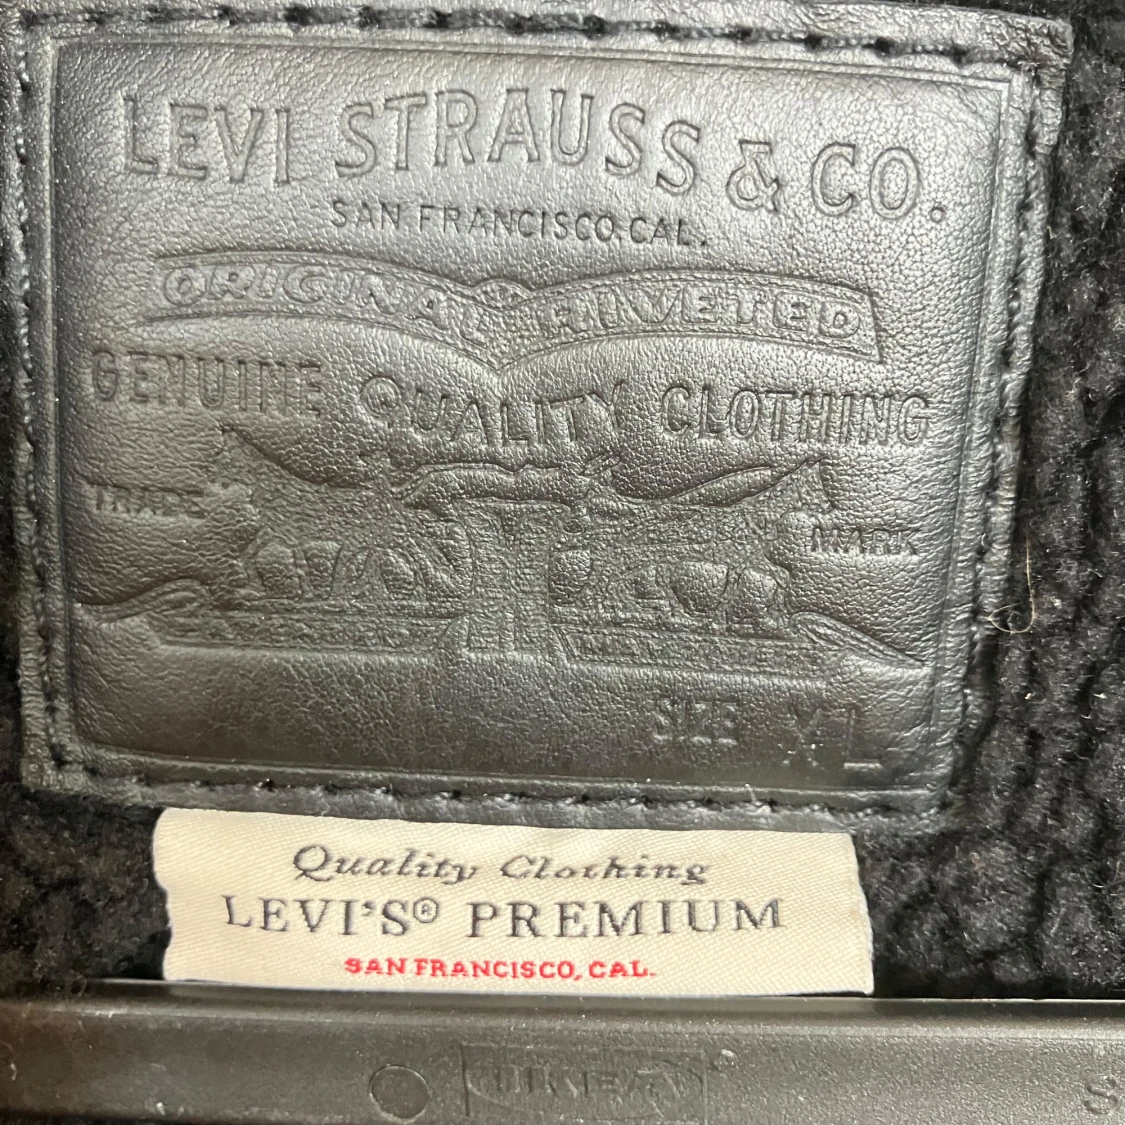 LEVI STRAUSS & CO.
SAN FRANCISCO, CAL.
ORIGINAL RIVETED
GENUINE QUALITY CLOTHING
TRADE MARK
SIZE XL
Quality Clothing
LEVI'S® PREMIUM
SAN FRANCISCO, CAL.